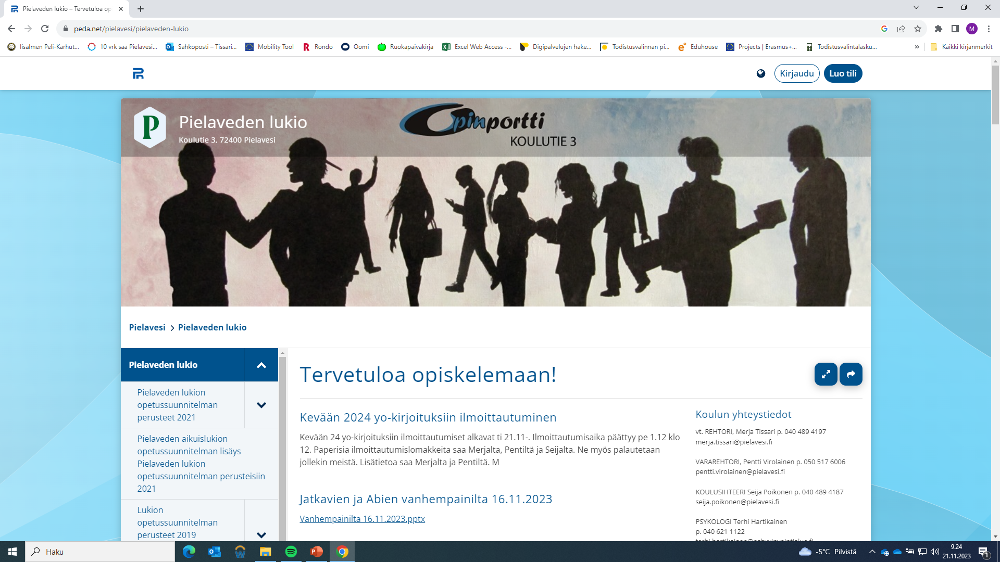 Pielaveden lukio – Tervetuloa op
peda.net/pielavesi/pielaveden-lukio
M
Iisalmen Peli-Karhut...
10 vrk sää Pielavesi...
Sähköposti – Tissari...
Mobility Tool
Rondo
Oomi
Ruokapäiväkirja
Excel Web Access -...
Digipalvelujen hake...
Todistusvalinnan pi...
Eduhouse
Projects | Erasmus+...
Todistusvalintalasku...
»
Kaikki kirjanmerkit
Kirjaudu
Luo tili
P
Pielaveden lukio
Koulutie 3, 72400 Pielavesi
Opinportti
KOULUTIE 3
Pielavesi > Pielaveden lukio
Pielaveden lukio
Pielaveden lukion
opetussuunnitelman
perusteet 2021
Pielaveden aikuislukion
opetussuunnitelman lisäys
Pielaveden lukion
opetussuunnitelman perusteisiin
2021
Lukion
opetussuunnitelman
perusteet 2019
Tervetuloa opiskelemaan!
Kevään 2024 yo-kirjoituksiin ilmoittautuminen
Kevään 24 yo-kirjoituksiin ilmoittautumiset alkavat ti 21.11-. Ilmoittautumisaika päättyy pe 1.12 klo
12. Paperisia ilmoittautumislomakkeita saa Merjalta, Pentiltä ja Seijalta. Ne myös palautetaan
jollekin meistä. Lisätietoa saa Merjalta ja Pentiltä. M
Jatkavien ja Abien vanhempainilta 16.11.2023
Vanhempainilta 16.11.2023.pptx
Koulun yhteystiedot
vt. REHTORI, Merja Tissari p. 040 489 4197
merja.tissari@pielavesi.fi
VARAREHTORI, Pentti Virolainen p. 050 517 6006
pentti.virolainen@pielavesi.fi
KOULUSIHTEERI Seija Poikonen p. 040 489 4187
seija.poikonen@pielavesi.fi
PSYKOLOGI Terhi Hartikainen
p. 040 621 1122
terhi.hartikainen@pshyvinvointialue.fi
Haku
-5°C Pilvistä
9.24
21.11.2023
1